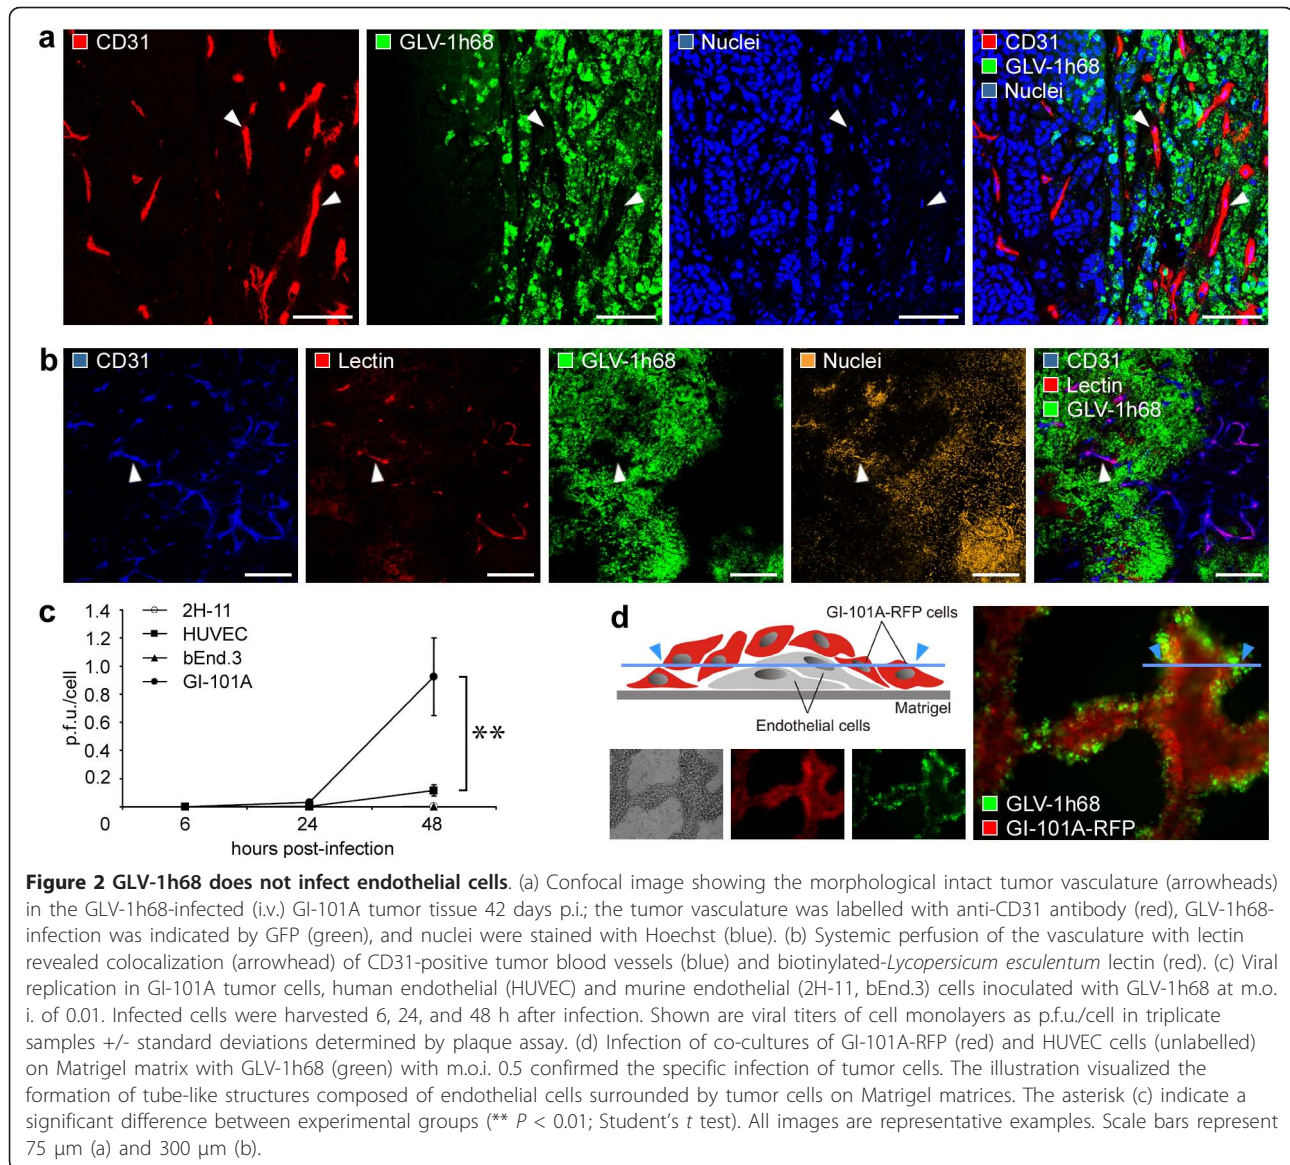 a
CD31
GLV-1h68
Nuclei
CD31
GLV-1h68
Nuclei
b
CD31
Lectin
GLV-1h68
Nuclei
CD31
Lectin
GLV-1h68
c
2H-11
HUVEC
bEnd.3
GI-101A
1.4
1.2
1.0
0.8
0.6
0.4
0.2
0
p.f.u./cell
**
6
24
48
hours post-infection
d
GI-101A-RFP cells
Matrigel
Endothelial cells
GLV-1h68
GI-101A-RFP
Figure 2 GLV-1h68 does not infect endothelial cells. (a) Confocal image showing the morphological intact tumor vasculature (arrowheads)
in the GLV-1h68-infected (i.v.) GI-101A tumor tissue 42 days p.i.; the tumor vasculature was labelled with anti-CD31 antibody (red), GLV-1h68-
infection was indicated by GFP (green), and nuclei were stained with Hoechst (blue). (b) Systemic perfusion of the vasculature with lectin
revealed colocalization (arrowhead) of CD31-positive tumor blood vessels (blue) and biotinylated-Lycopersicum esculentum lectin (red). (c) Viral
replication in GI-101A tumor cells, human endothelial (HUVEC) and murine endothelial (2H-11, bEnd.3) cells inoculated with GLV-1h68 at m.o.
i. of 0.01. Infected cells were harvested 6, 24, and 48 h after infection. Shown are viral titers of cell monolayers as p.f.u./cell in triplicate
samples +/- standard deviations determined by plaque assay. (d) Infection of co-cultures of GI-101A-RFP (red) and HUVEC cells (unlabelled)
on Matrigel matrix with GLV-1h68 (green) with m.o.i. 0.5 confirmed the specific infection of tumor cells. The illustration visualized the
formation of tube-like structures composed of endothelial cells surrounded by tumor cells on Matrigel matrices. The asterisk (c) indicate a
significant difference between experimental groups (** P < 0.01; Student's t test). All images are representative examples. Scale bars represent
75 μm (a) and 300 μm (b).